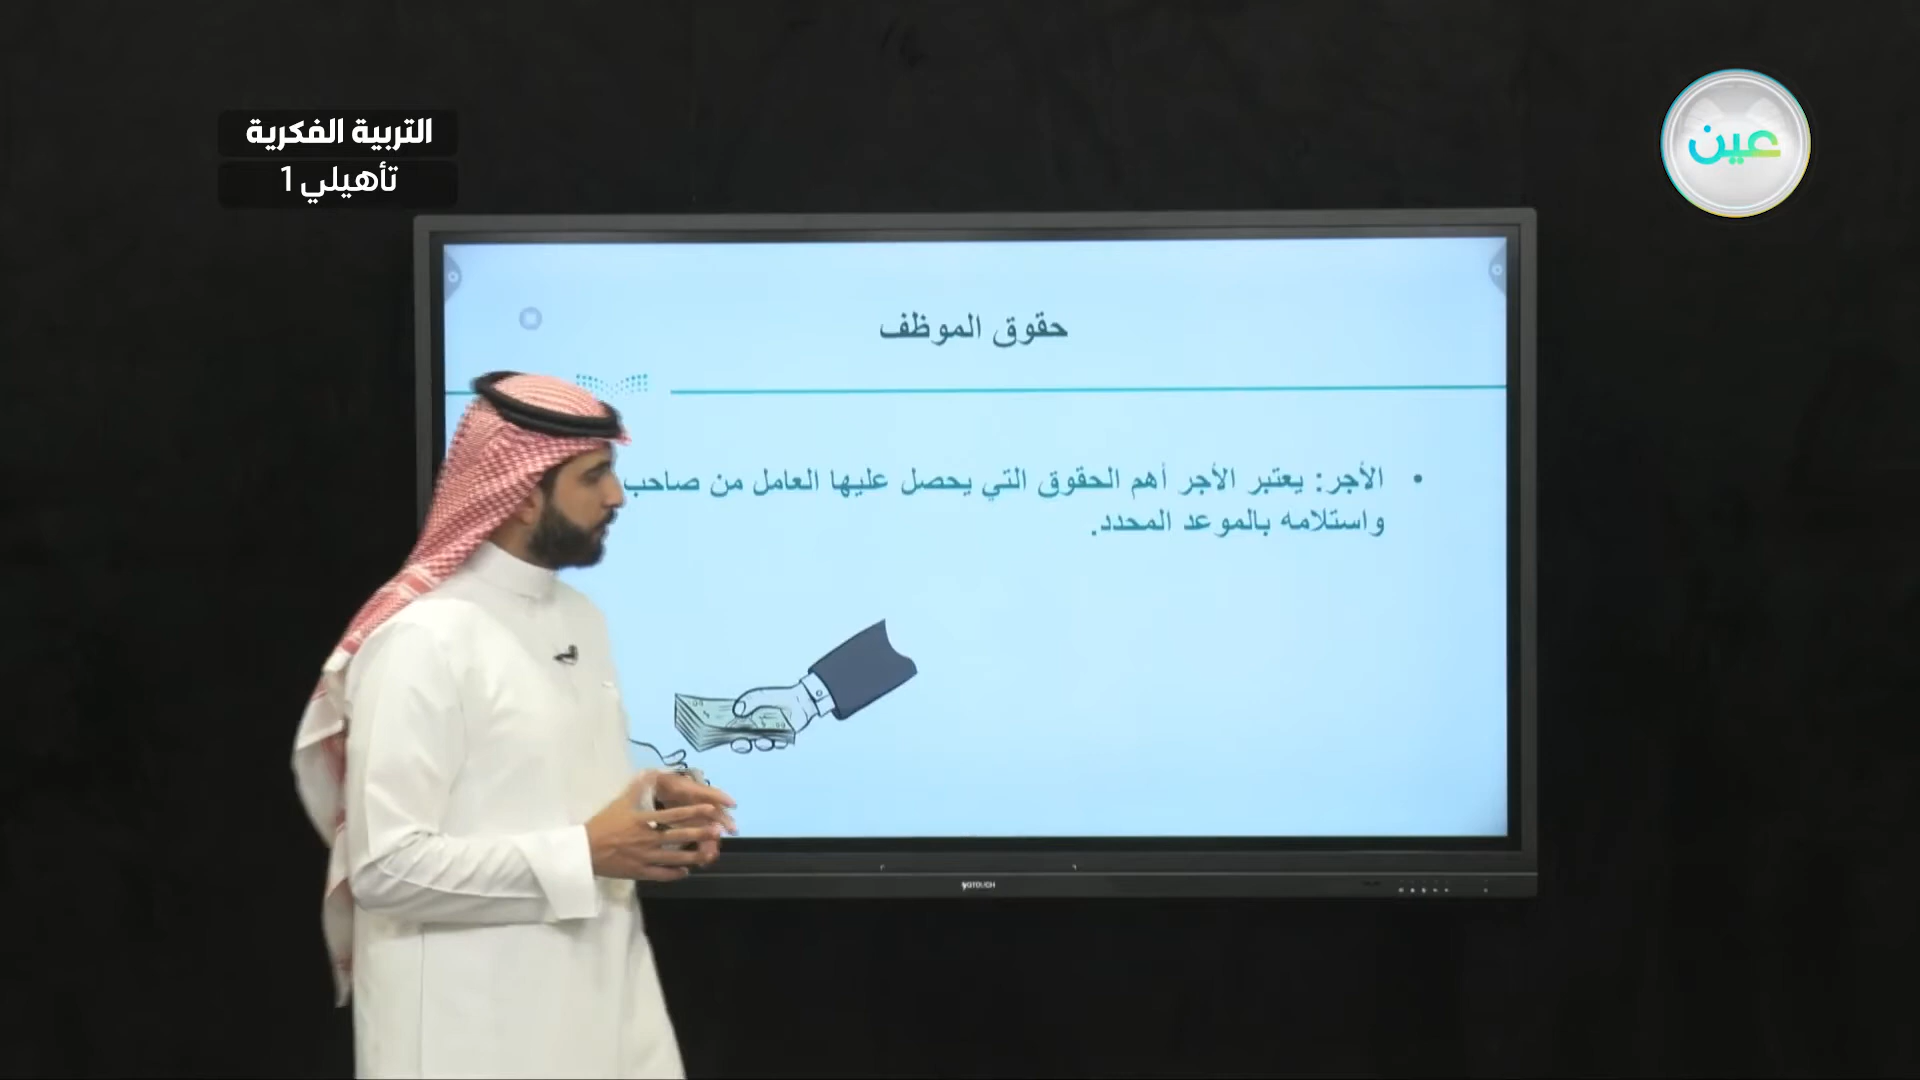 التربية الفكرية
تأهيلي 1
عين
حقوق الموظف
• الأجر: يعتبر الأجر أهم الحقوق التي يحصل عليها العامل من صاحب
واستلامه بالموعد المحدد.